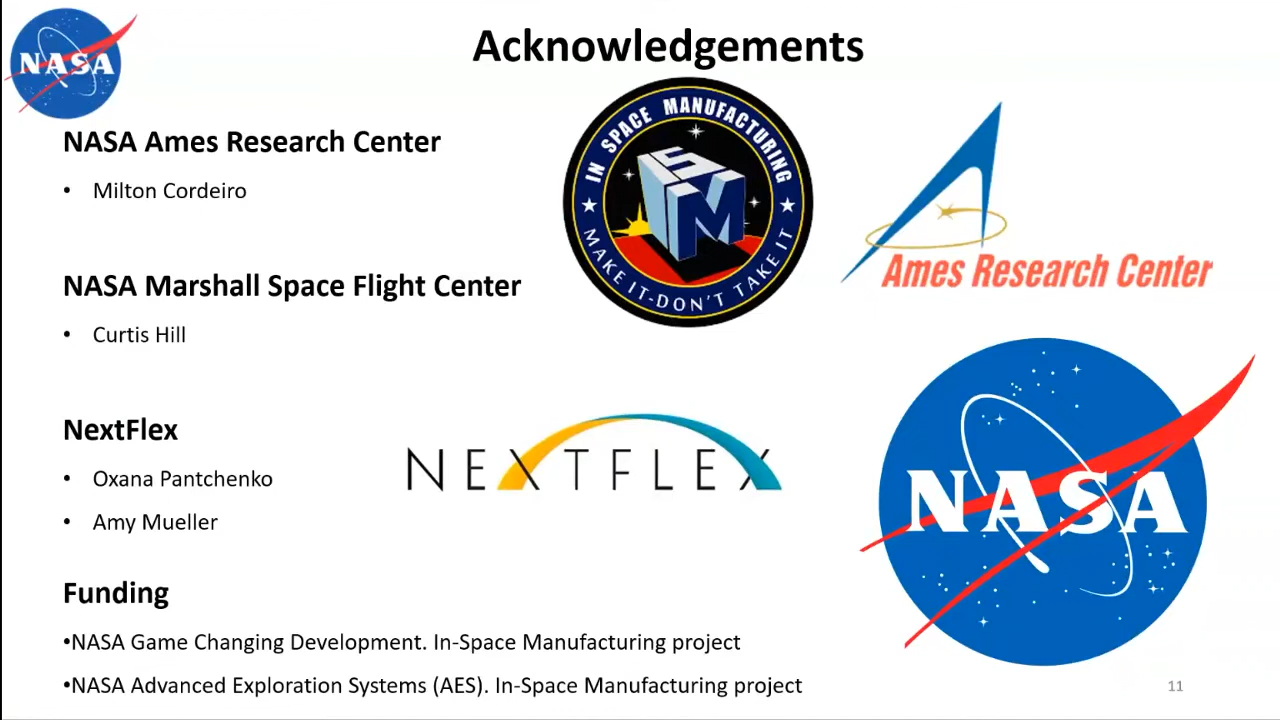 NASA
Acknowledgements
NASA Ames Research Center
• Milton Cordeiro
NASA Marshall Space Flight Center
• Curtis Hill
NextFlex
• Oxana Pantchenko
• Amy Mueller
Funding
•NASA Game Changing Development. In-Space Manufacturing project
•NASA Advanced Exploration Systems (AES). In-Space Manufacturing project
IN SPACE MANUFACTURING
ISM
MAKE IT-DON'T TAKE IT
Ames Research Center
NEXTFLEX
NASA
11